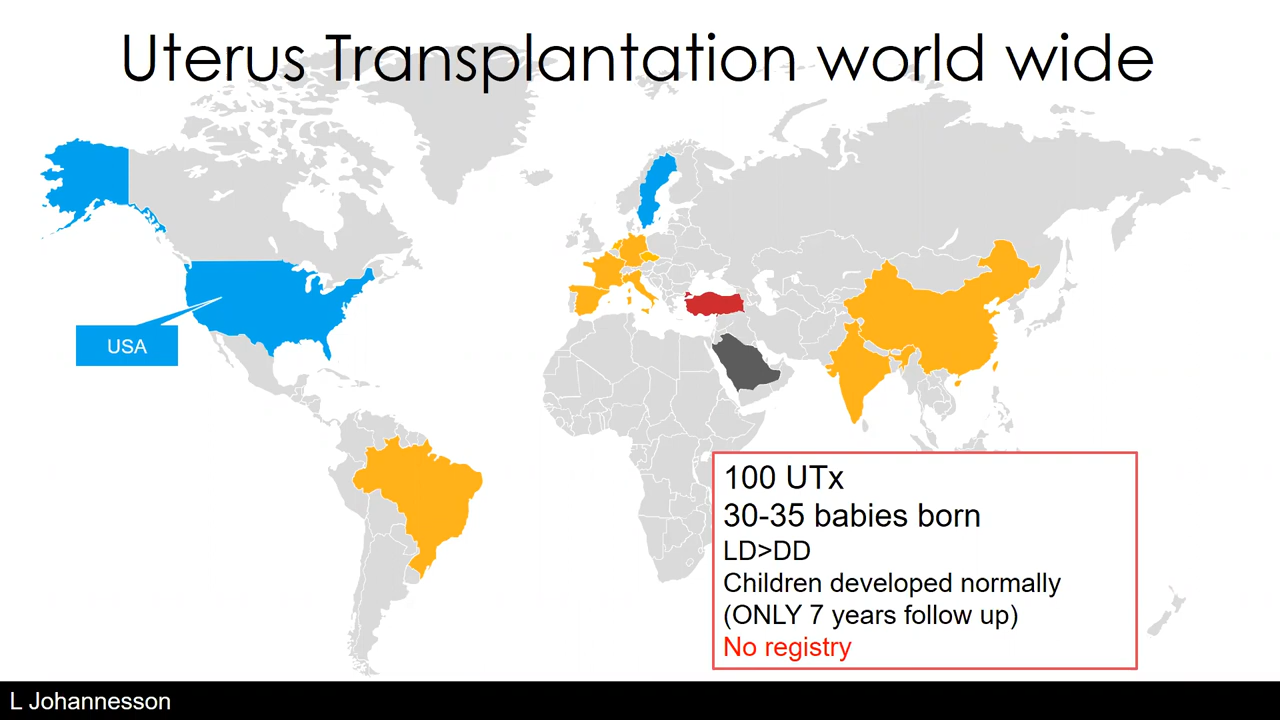 Uterus Transplantation world wide
USA
100 UTx
30-35 babies born
LD>DD
Children developed normally
(ONLY 7 years follow up)
No registry
L Johannesson